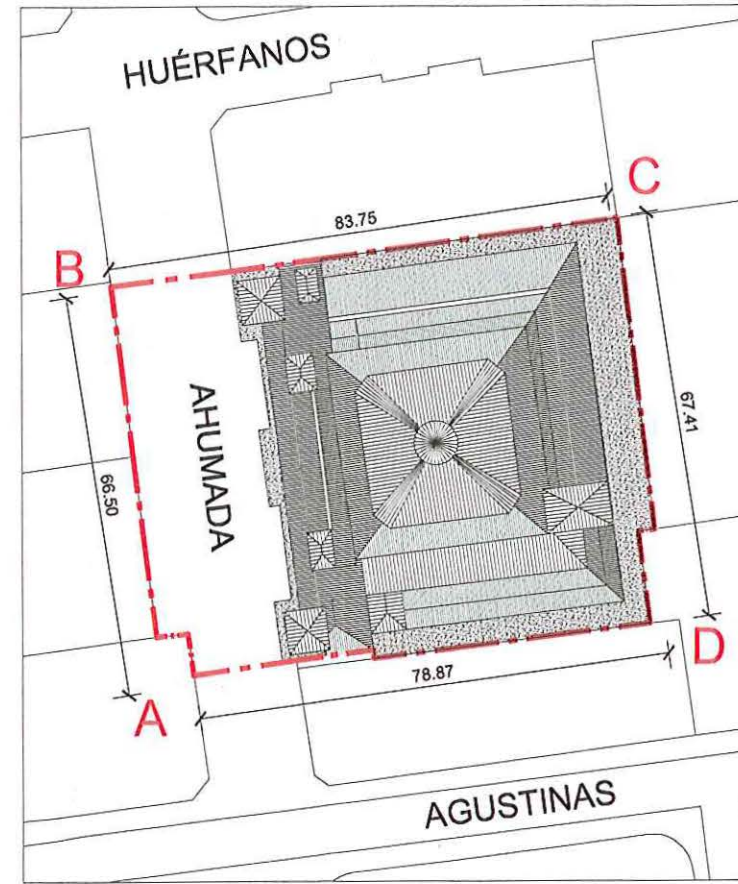 HUÉRFANOS
C
83.75
B
AHUMADA
67.41
66.50
D
78.87
A
AGUSTINAS